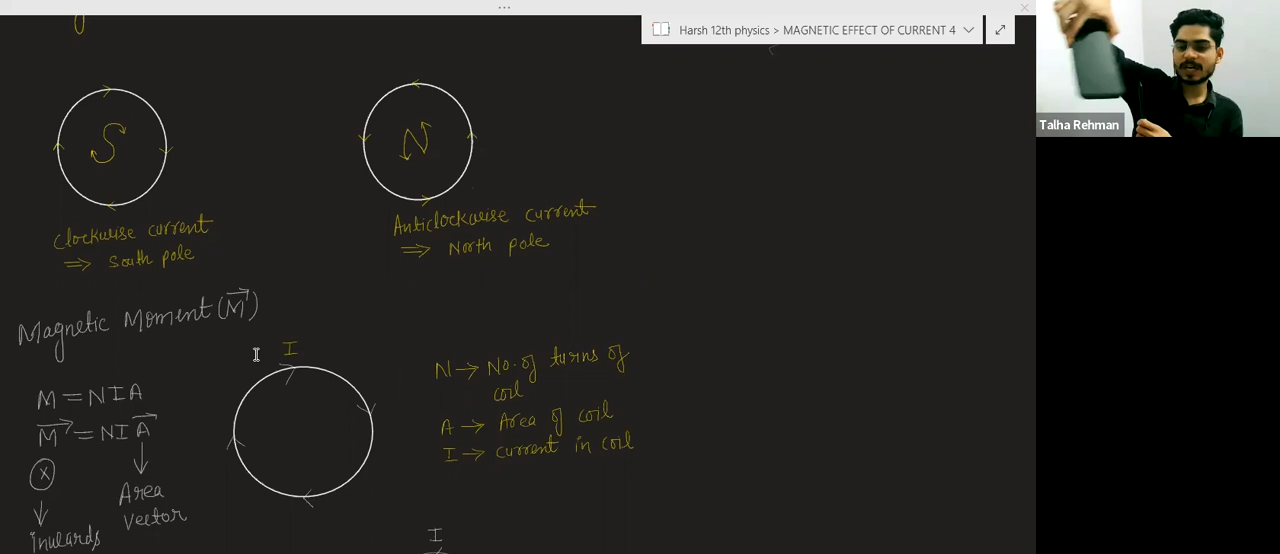 Harsh 12th physics > MAGNETIC EFFECT OF CURRENT 4
Talha Rehman
S
N
Clockwise current
⇒ South pole
Anticlockwise current
⇒ North pole
Magnetic Moment (M⃗)
I
M = NIA
M⃗ = NI A⃗
Area
Vector
inwards
N → No. of turns of
coil
A → Area of coil
I → current in coil
I